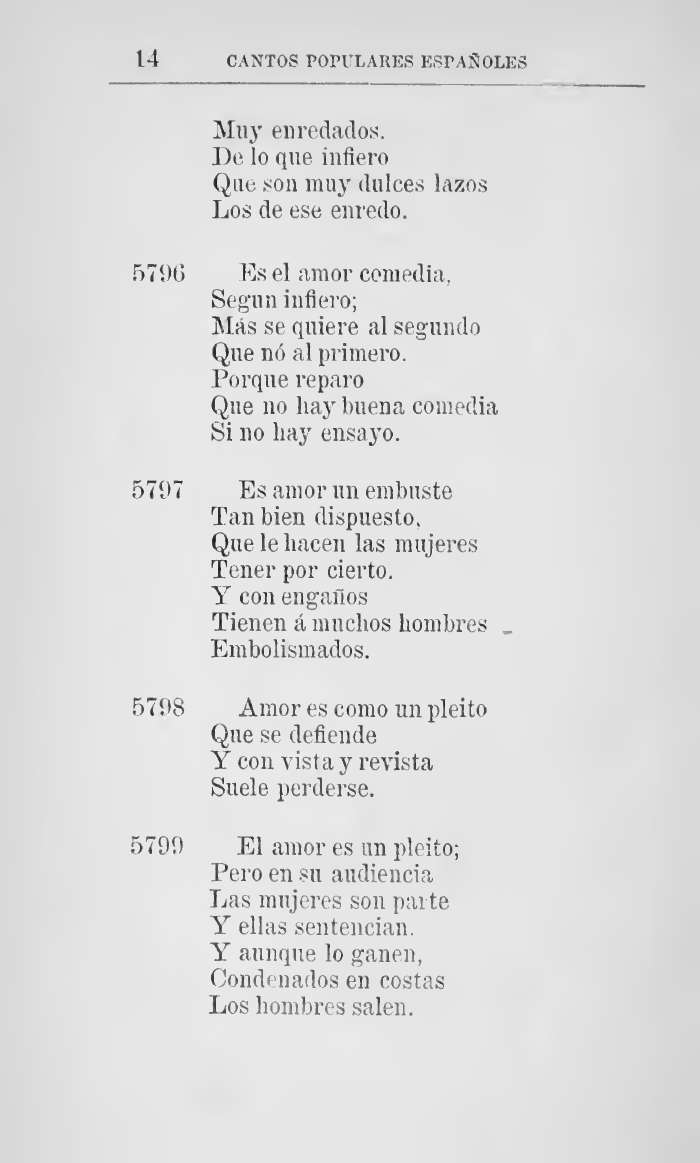 14 CANTOS POPULARES ESPAÑOLES
Muy enredados.
De lo que infiero
Que son muy dulces lazos
Los de ese enredo.
5796 Es el amor comedia,
Segun infiero;
Más se quiere al segundo
Que nó al primero.
Porque reparo
Que no hay buena comedia
Si no hay ensayo.
5797 Es amor un embuste
Tan bien dispuesto,
Que le hacen las mujeres
Tener por cierto.
Y con engaños
Tienen á muchos hombres
Embolismados.
5798 Amor es como un pleito
Que se defiende
Y con vista y revista
Suele perderse.
5799 El amor es un pleito;
Pero en su audiencia
Las mujeres son parte
Y ellas sentencian.
Y aunque lo ganen,
Condenados en costas
Los hombres salen.